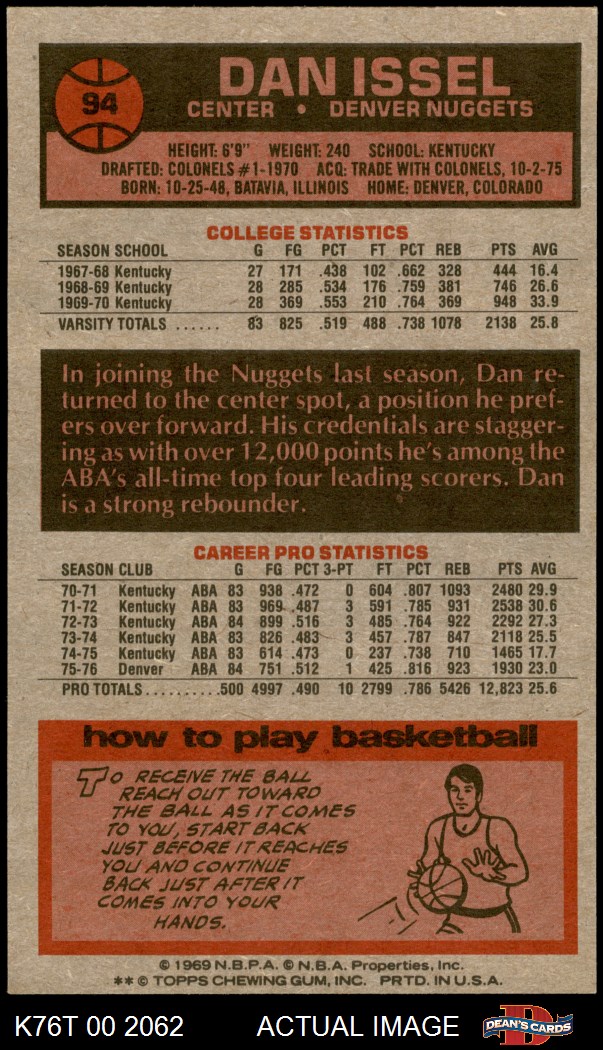 94
DAN ISSEL
CENTER • DENVER NUGGETS
HEIGHT: 6'9" WEIGHT: 240 SCHOOL: KENTUCKY
DRAFTED: COLONELS #1-1970 ACQ: TRADE WITH COLONELS, 10-2-75
BORN: 10-25-48, BATAVIA, ILLINOIS HOME: DENVER, COLORADO
COLLEGE STATISTICS
SEASON SCHOOL G FG PCT FT PCT REB PTS AVG
1967-68 Kentucky 27 171 .438 102 .662 328 444 16.4
1968-69 Kentucky 28 285 .534 176 .759 381 746 26.6
1969-70 Kentucky 28 369 .553 210 .764 369 948 33.9
VARSITY TOTALS ...... 83 825 .519 488 .738 1078 2138 25.8
In joining the Nuggets last season, Dan re-
turned to the center spot, a position he pref-
ers over forward. His credentials are stagger-
ing as with over 12,000 points he's among the
ABA's all-time top four leading scorers. Dan
is a strong rebounder.
CAREER PRO STATISTICS
SEASON CLUB G FG PCT 3-PT FT PCT REB PTS AVG
70-71 Kentucky ABA 83 938 .472 0 604 .807 1093 2480 29.9
71-72 Kentucky ABA 83 969 .487 3 591 .785 931 2538 30.6
72-73 Kentucky ABA 84 899 .516 3 485 .764 922 2292 27.3
73-74 Kentucky ABA 83 826 .483 3 457 .787 847 2118 25.5
74-75 Kentucky ABA 83 614 .473 0 237 .738 710 1465 17.7
75-76 Denver ABA 84 751 .512 1 425 .816 923 1930 23.0
PRO TOTALS.......... 500 4997 .490 10 2799 .786 5426 12,823 25.6
how to play basketball
TO RECEIVE THE BALL
REACH OUT TOWARD
THE BALL AS IT COMES
TO YOU, START BACK
JUST BEFORE IT REACHES
YOU AND CONTINUE
BACK JUST AFTER IT
COMES INTO YOUR
HANDS.
© 1969 N.B.P.A. © N.B.A. Properties, Inc.
** © TOPPS CHEWING GUM, INC. PRTD. IN U.S.A.
K76T 00 2062 ACTUAL IMAGE
D
DEAN'S CARDS